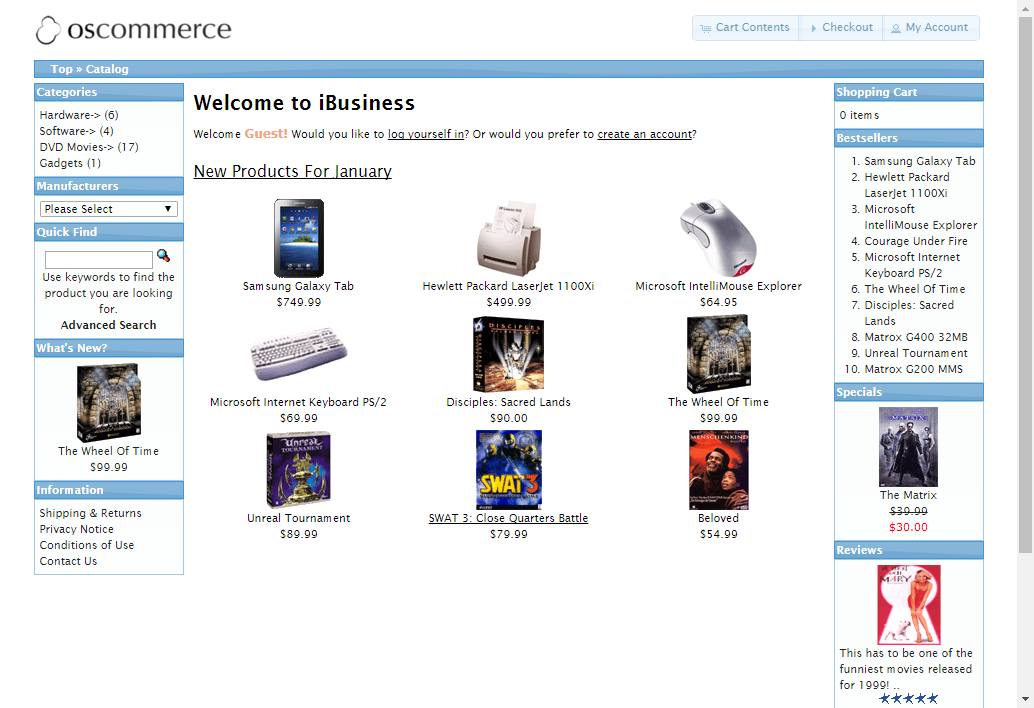 oscommerce
Cart Contents
Checkout
My Account
Top » Catalog
Categories
Hardware-> (6)
Software-> (4)
DVD Movies-> (17)
Gadgets (1)
Manufacturers
Please Select
Quick Find
Use keywords to find the
product you are looking
for.
Advanced Search
What's New?
The Wheel Of Time
$99.99
Information
Shipping & Returns
Privacy Notice
Conditions of Use
Contact Us
Welcome to iBusiness
Welcome Guest! Would you like to log yourself in? Or would you prefer to create an account?
New Products For January
Samsung Galaxy Tab
$749.99
Hewlett Packard LaserJet 1100Xi
$499.99
Microsoft IntelliMouse Explorer
$64.95
Microsoft Internet Keyboard PS/2
$69.99
DISCIPLES
Disciples: Sacred Lands
$90.00
The Wheel Of Time
$99.99
Unreal
TOURNAMENT
Unreal Tournament
$89.99
SWAT 3
SWAT 3: Close Quarters Battle
$79.99
MENSCHENKIND
Beloved
$54.99
Shopping Cart
0 items
Bestsellers
1. Samsung Galaxy Tab
2. Hewlett Packard
LaserJet 1100Xi
3. Microsoft
IntelliMouse Explorer
4. Courage Under Fire
5. Microsoft Internet
Keyboard PS/2
6. The Wheel Of Time
7. Disciples: Sacred
Lands
8. Matrox G400 32MB
9. Unreal Tournament
10. Matrox G200 MMS
Specials
MATRIX
The Matrix
$39.99
$30.00
Reviews
MARY
This has to be one of the
funniest movies released
for 1999! ..